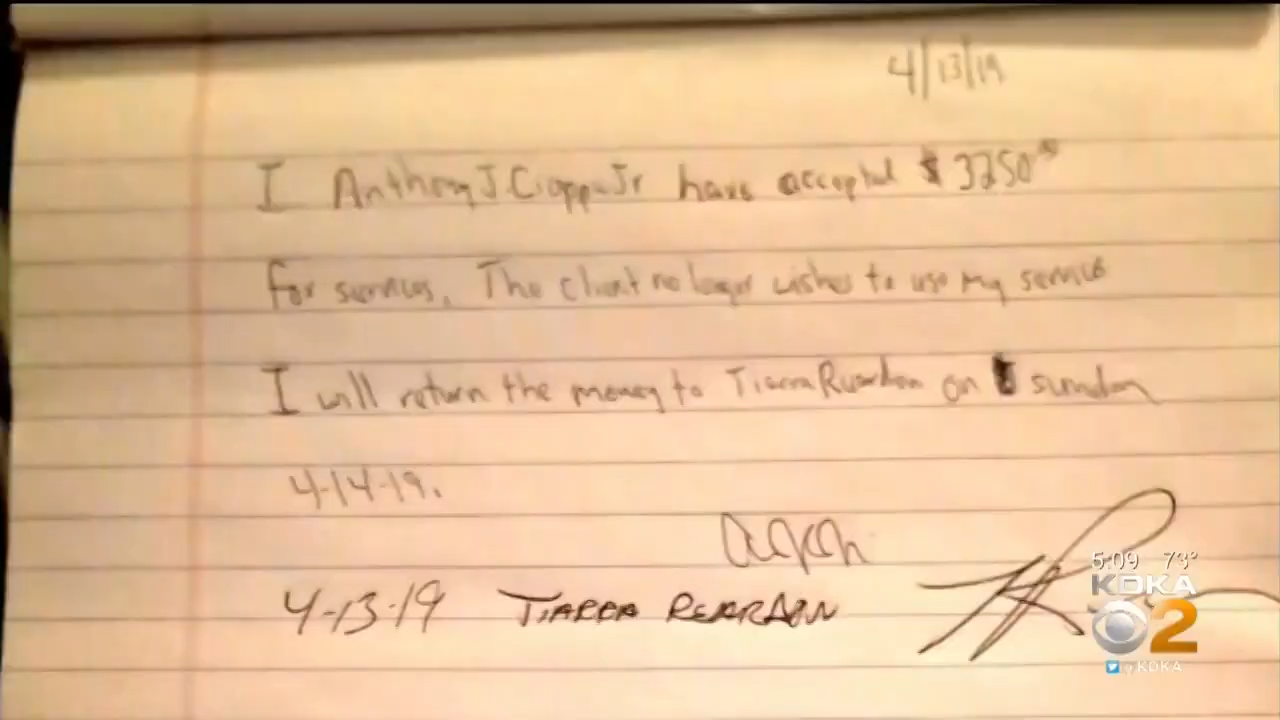 4/13/19
I Anthony J. Cioppa Jr have accepted $3250
for services. The client no longer wishes to use my services
I will return the money to Tiarra Reardon on sunday
4-14-19.
4-13-19 TIARRA REARDON
5:09 73°
KDKA
2
@KDKA